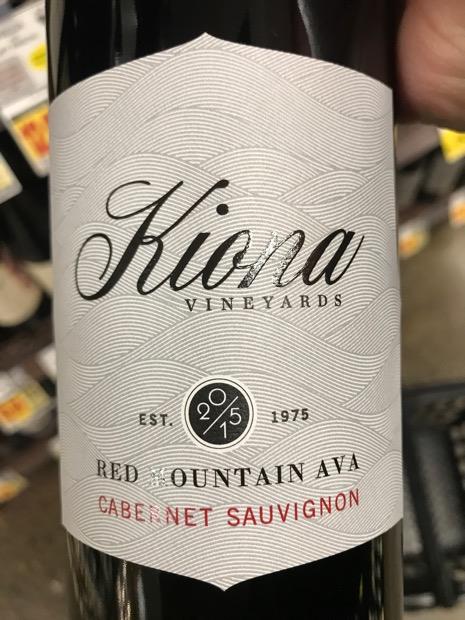 Kiona
VINEYARDS
EST. 2015 1975
RED MOUNTAIN AVA
CABERNET SAUVIGNON